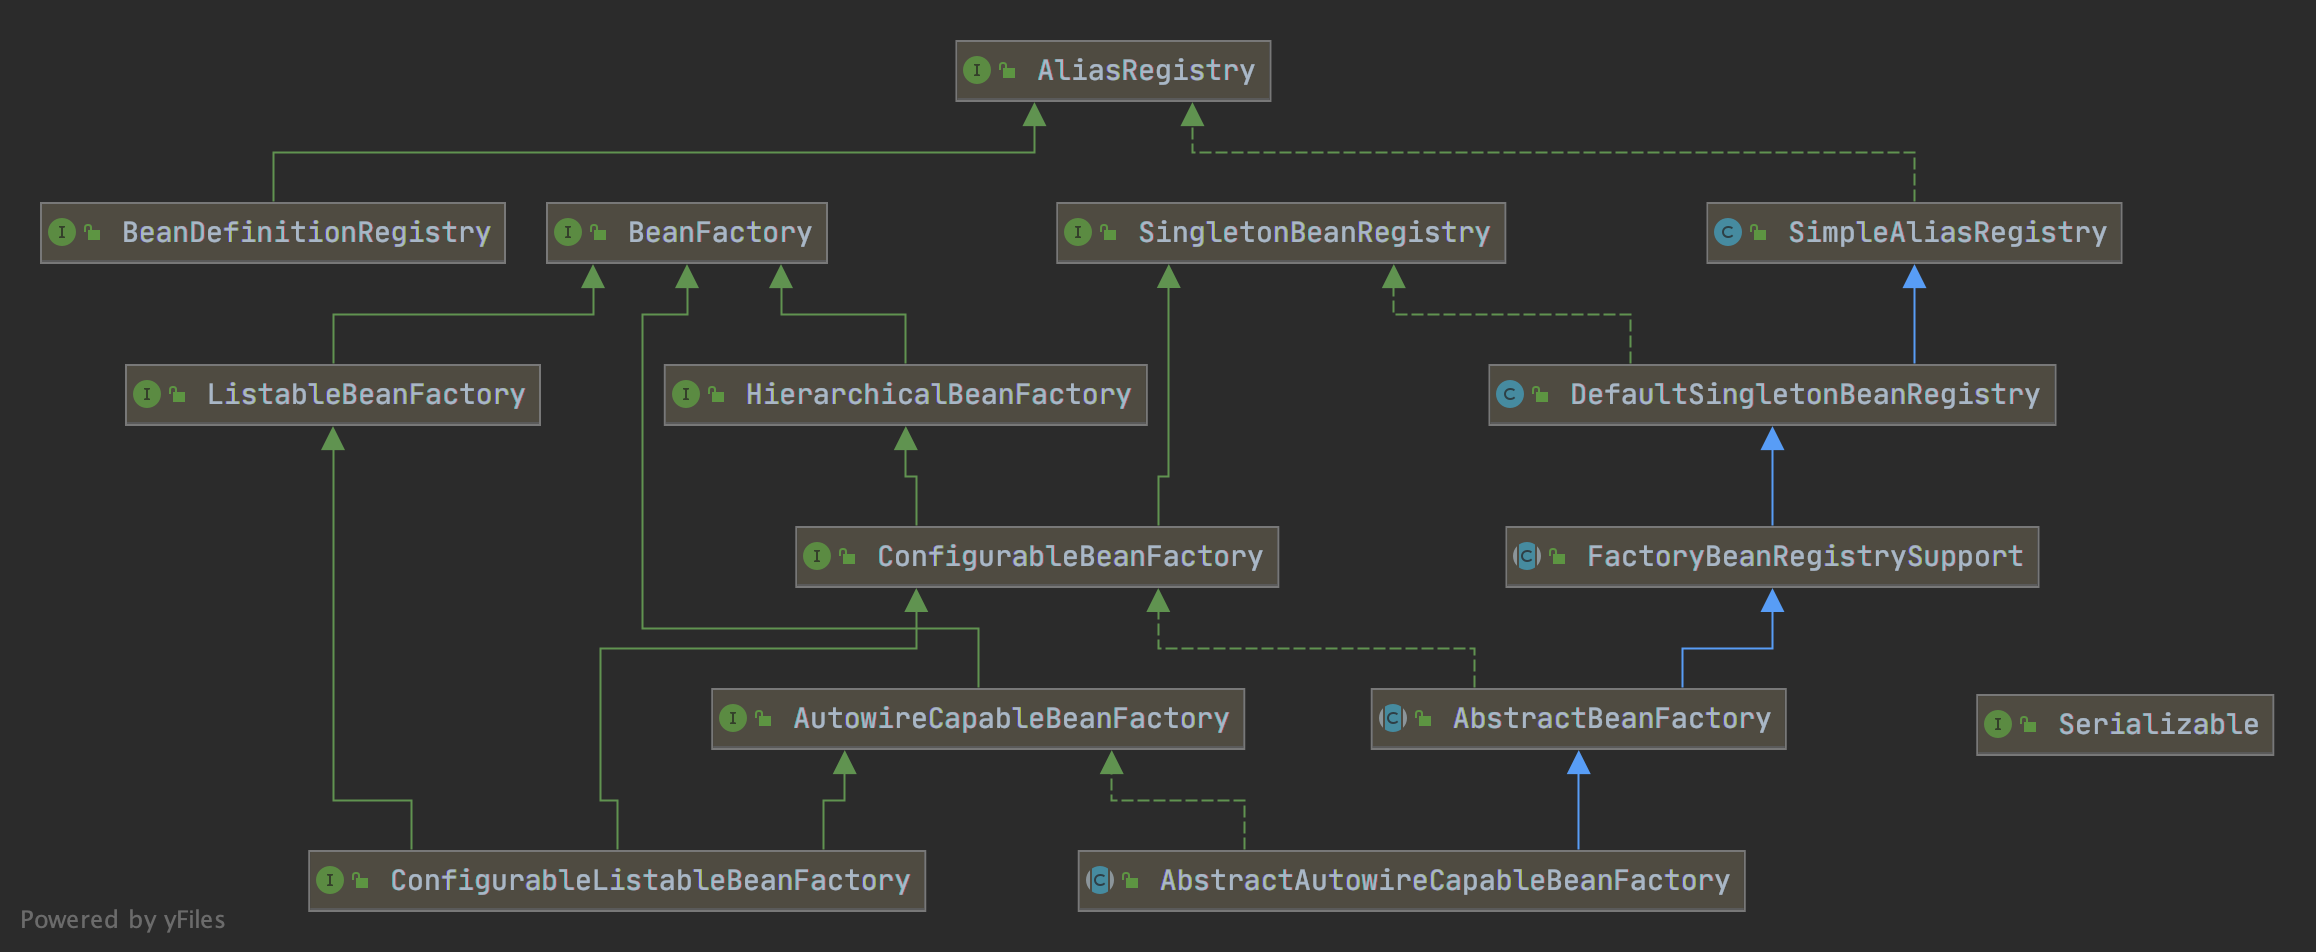 AliasRegistry
BeanDefinitionRegistry
BeanFactory
SingletonBeanRegistry
SimpleAliasRegistry
ListableBeanFactory
HierarchicalBeanFactory
DefaultSingletonBeanRegistry
ConfigurableBeanFactory
FactoryBeanRegistrySupport
AutowireCapableBeanFactory
AbstractBeanFactory
Serializable
ConfigurableListableBeanFactory
AbstractAutowireCapableBeanFactory
Powered by yFiles